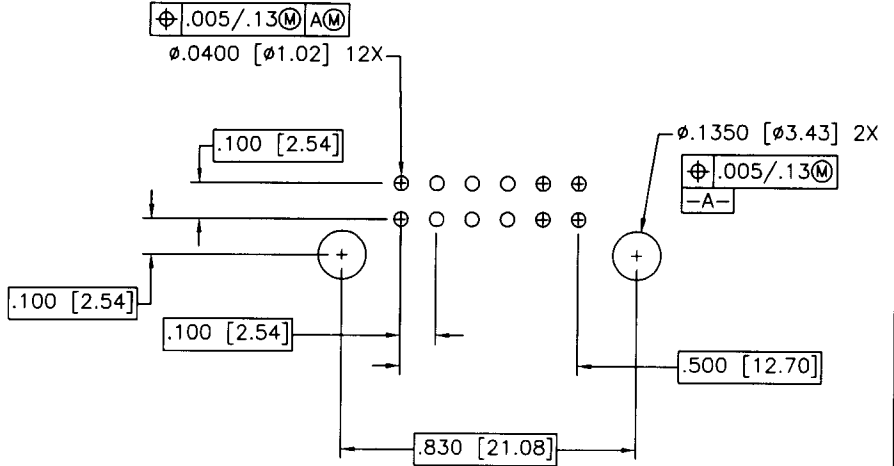 ⌖ .005/.13Ⓜ AⓂ
ø.0400 [ø1.02] 12X
.100 [2.54]
ø.1350 [ø3.43] 2X
⌖ .005/.13Ⓜ
-A-
.100 [2.54]
.100 [2.54]
.500 [12.70]
.830 [21.08]